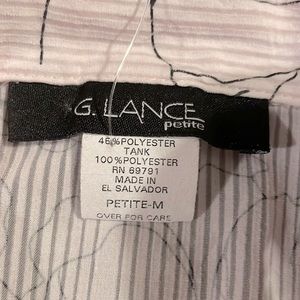 G. LANCE
petite
46%POLYESTER
TANK
100%POLYESTER
RN 69791
MADE IN
EL SALVADOR
PETITE-M
OVER FOR CARE